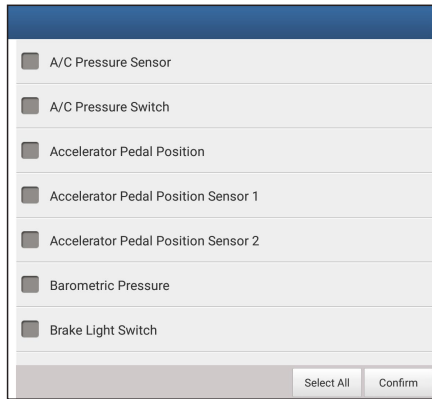 A/C Pressure Sensor
A/C Pressure Switch
Accelerator Pedal Position
Accelerator Pedal Position Sensor 1
Accelerator Pedal Position Sensor 2
Barometric Pressure
Brake Light Switch
Select All Confirm